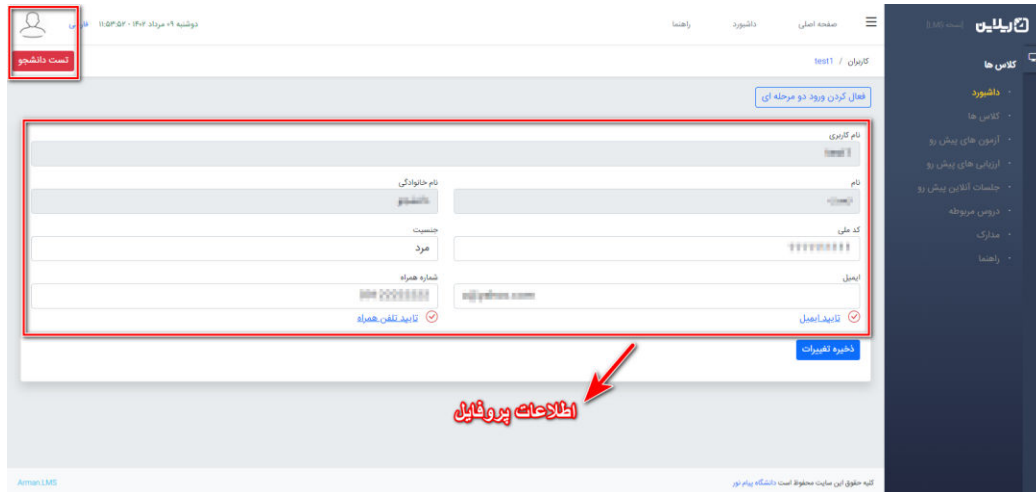 صفحه اصلی داشبورد راهنما
دوشنبه ۰۹ مرداد ۱۴۰۲ - ۱۱:۵۳:۵۲
تست دانشجو
کاربران / test1
فعال کردن ورود دو مرحله ای
کلاس ها
داشبورد
کلاس ها
آزمون های پیش رو
ارزیابی های پیش رو
جلسات آنلاین پیش رو
دروس مربوطه
مدارک
راهنما
نام کاربری
نام
نام خانوادگی
کد ملی
جنسیت
مرد
ایمیل
شماره همراه
تایید ایمیل
تایید تلفن همراه
ذخیره تغییرات
اطلاعات پروفایل
کلیه حقوق این سایت محفوظ است دانشگاه پیام نور
Arman.LMS